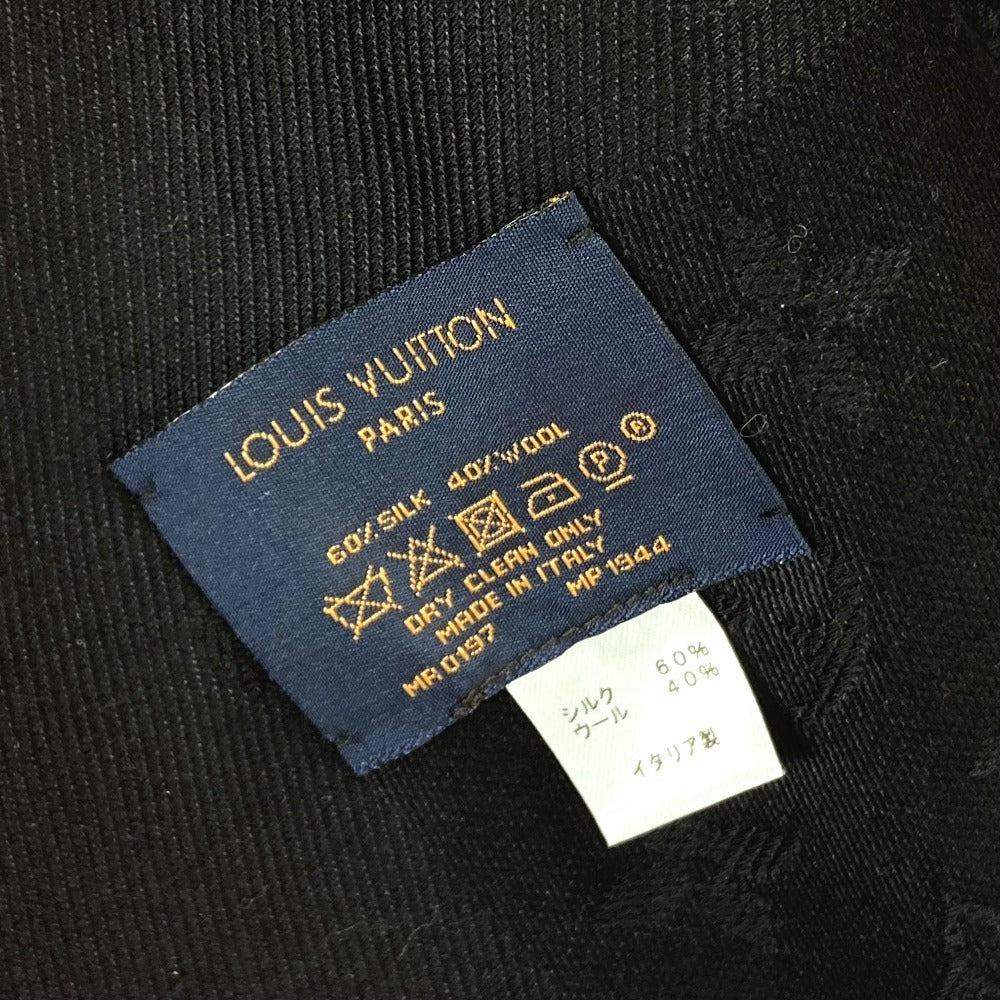 LOUIS VUITTON
PARIS
60% SILK 40% WOOL
P P
DRY CLEAN ONLY
MADE IN ITALY
MR 0197 MP 1944
シルク 60%
ウール 40%
イタリア製